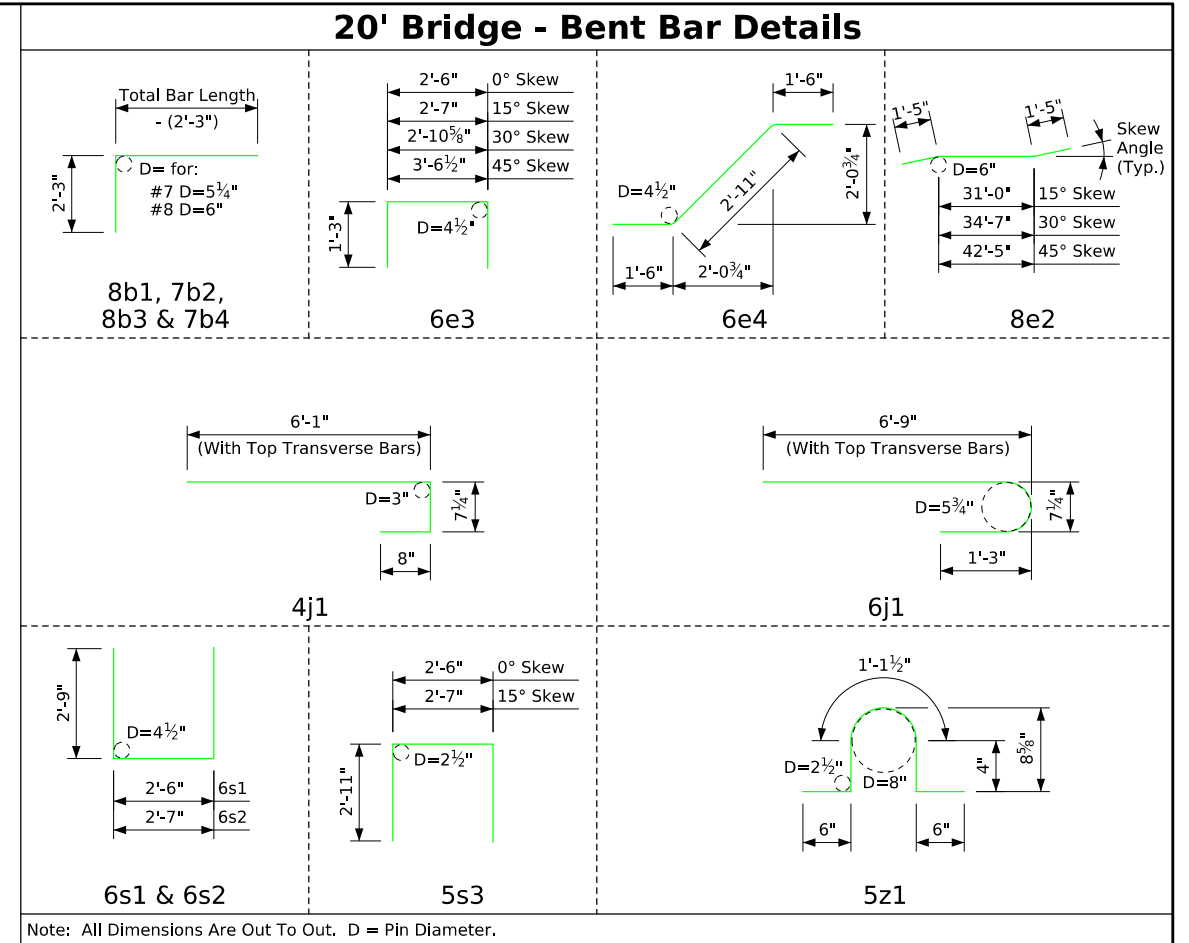 20' Bridge - Bent Bar Details
Total Bar Length
- (2'-3")
2'-3"
D= for:
#7 D=5¼"
#8 D=6"
8b1, 7b2,
8b3 & 7b4
2'-6" 0° Skew
2'-7" 15° Skew
2'-10⅝" 30° Skew
3'-6½" 45° Skew
1'-3"
D=4½"
6e3
1'-6"
D=4½"
2'-11"
2'-0¾"
1'-6"
2'-0¾"
6e4
1'-5"
1'-5"
Skew
Angle
(Typ.)
D=6"
31'-0" 15° Skew
34'-7" 30° Skew
42'-5" 45° Skew
8e2
6'-1"
(With Top Transverse Bars)
D=3"
7¼"
8"
4j1
6'-9"
(With Top Transverse Bars)
D=5¾"
7¼"
1'-3"
6j1
2'-9"
D=4½"
2'-6" 6s1
2'-7" 6s2
6s1 & 6s2
2'-6" 0° Skew
2'-7" 15° Skew
D=2½"
2'-11"
5s3
1'-1½"
D=2½"
D=8"
4"
8⅝"
6"
6"
5z1
Note: All Dimensions Are Out To Out. D = Pin Diameter.